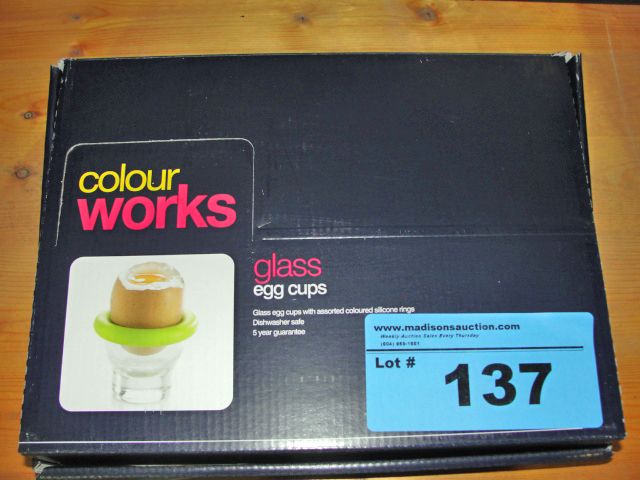 colour
works
glass
egg cups
Glass egg cups with assorted coloured silicone rings
Dishwasher safe
5 year guarantee
www.madisonsauction.com
Weekly Auction Sales Every Thursday
Lot #
137